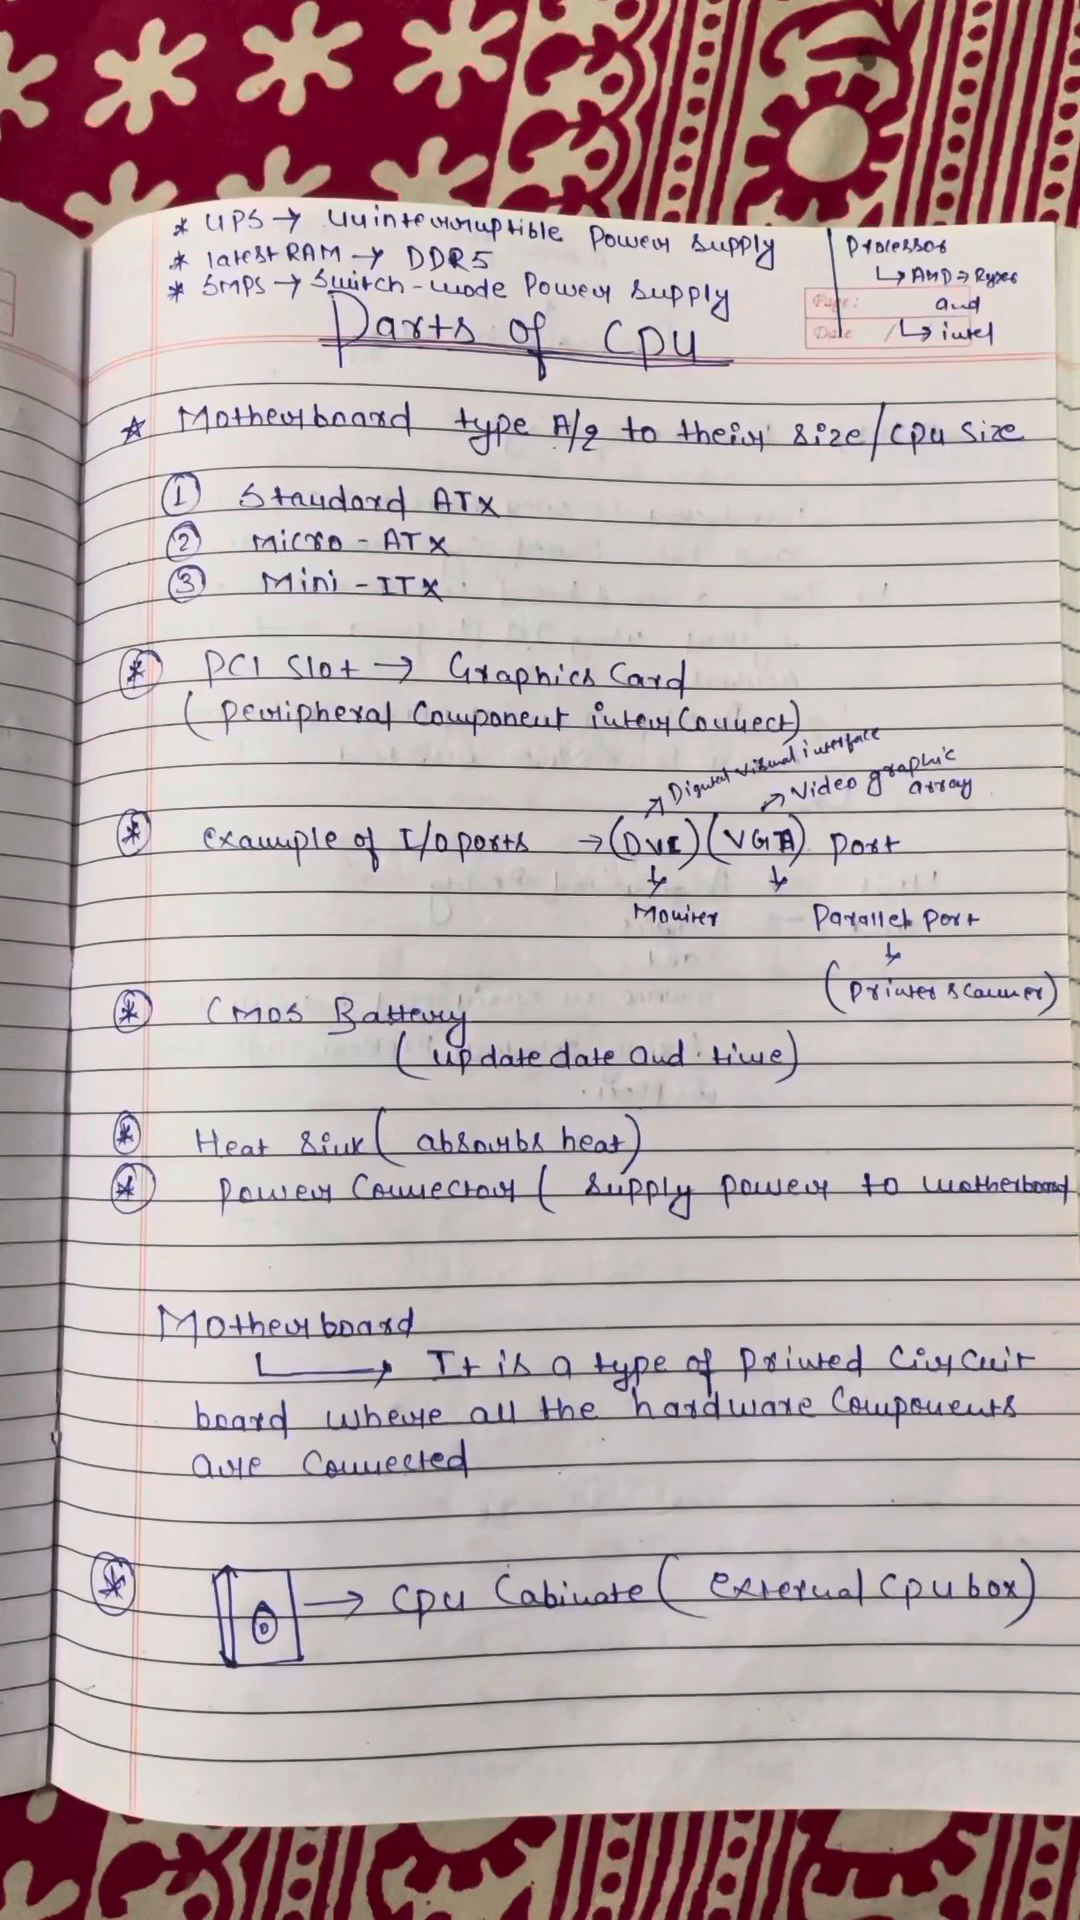 * UPS → Uninterruptible Power supply
* latest RAM → DDR5
* SMPS → Switch-mode Power supply
Processor
↳ AMD → Ryzen
and
↳ intel
Page:
Date: /
Parts of CPU
☆ Motherboard type A/q to their size/CPU size
① Standard ATX
② Micro - ATX
③ Mini - ITX
* PCI Slot → Graphics Card
(Peripheral Component inter Connect)
→ Digital visual interface
→ Video graphic
array
* example of I/O ports → (DVI) (VGA) port
↓ ↓
Moniter Parallel port
↓
(printer scanner)
* CMOS Battery
(update date and time)
* Heat Sink (absorbs heat)
* Power Connector ( supply power to motherboard
Motherboard
↳ It is a type of printed Circuit
board where all the hardware Components
are Connected
* → CPU Cabinate (external CPU box)